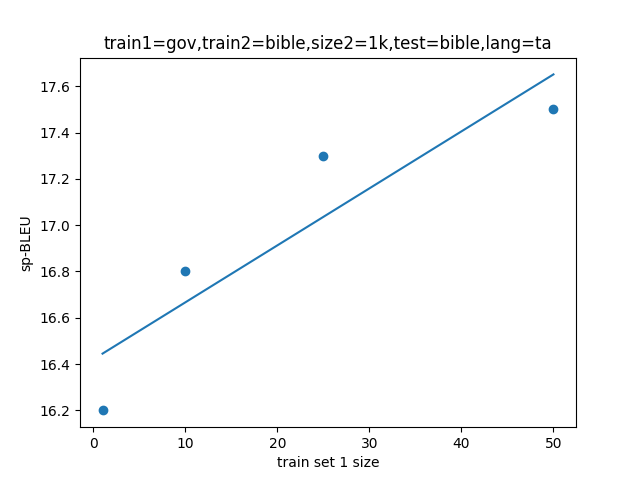 train1=gov,train2=bible,size2=1k,test=bible,lang=ta
17.6
17.4
17.2
17.0
16.8
16.6
16.4
16.2
sp-BLEU
0 10 20 30 40 50
train set 1 size